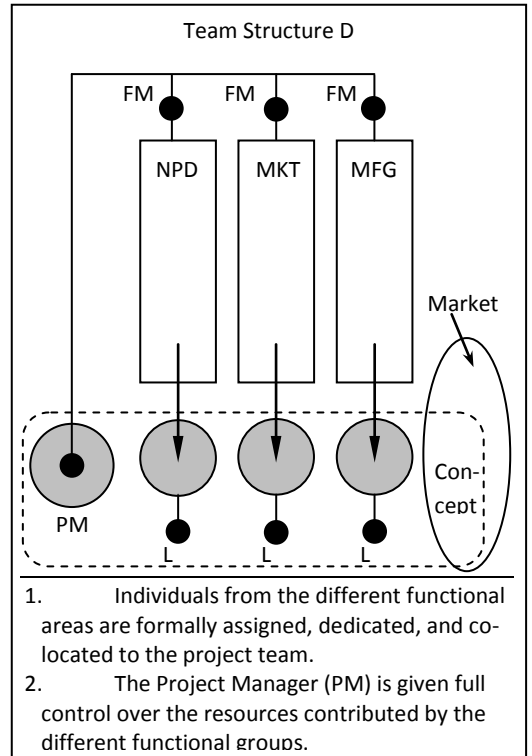 Team Structure D
FM FM FM
NPD MKT MFG
Market
Con-
cept
PM
L L L
1. Individuals from the different functional
areas are formally assigned, dedicated, and co-
located to the project team.
2. The Project Manager (PM) is given full
control over the resources contributed by the
different functional groups.